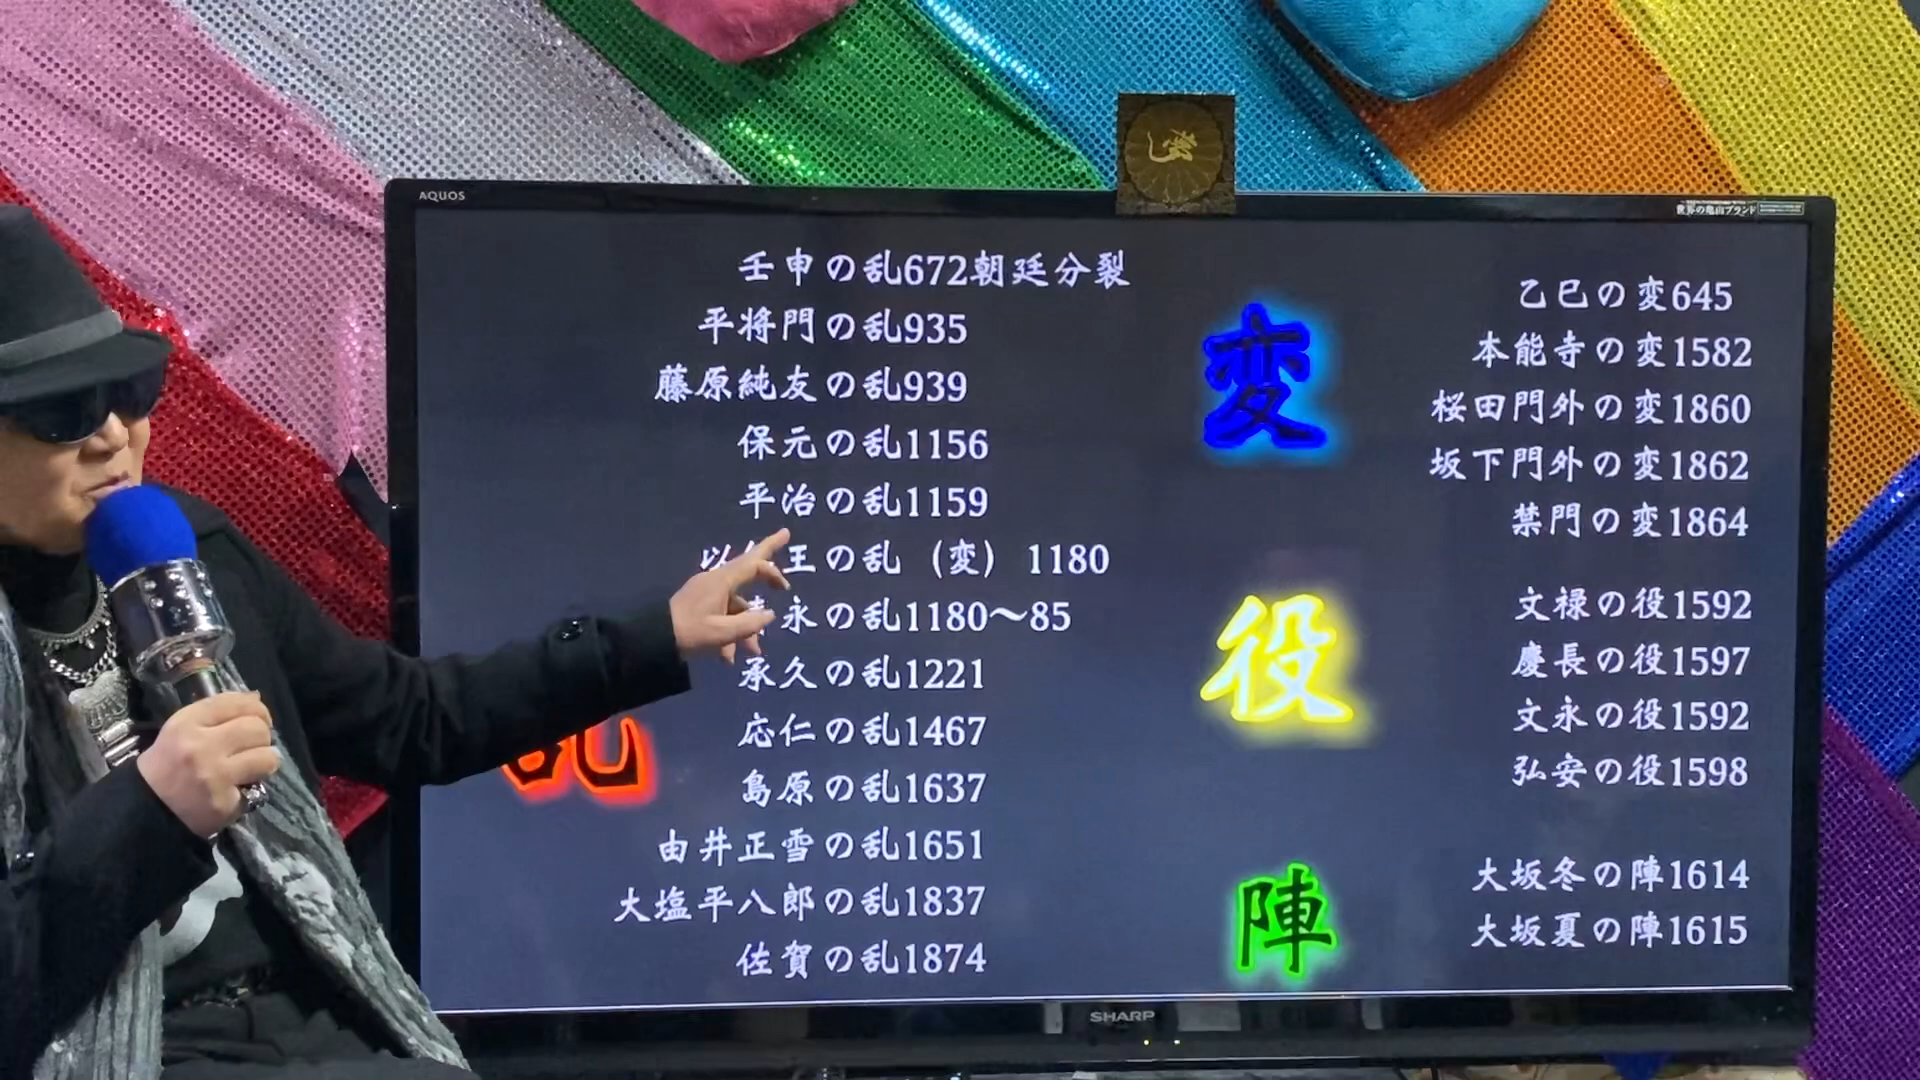 AQUOS
世界の亀山ブランド
壬申の乱672朝廷分裂
平将門の乱935
藤原純友の乱939
保元の乱1156
平治の乱1159
以 王の乱（変）1180
永の乱1180～85
承久の乱1221
応仁の乱1467
島原の乱1637
由井正雪の乱1651
大塩平八郎の乱1837
佐賀の乱1874
乱
変
乙巳の変645
本能寺の変1582
桜田門外の変1860
坂下門外の変1862
禁門の変1864
役
文禄の役1592
慶長の役1597
文永の役1592
弘安の役1598
陣
大坂冬の陣1614
大坂夏の陣1615
SHARP